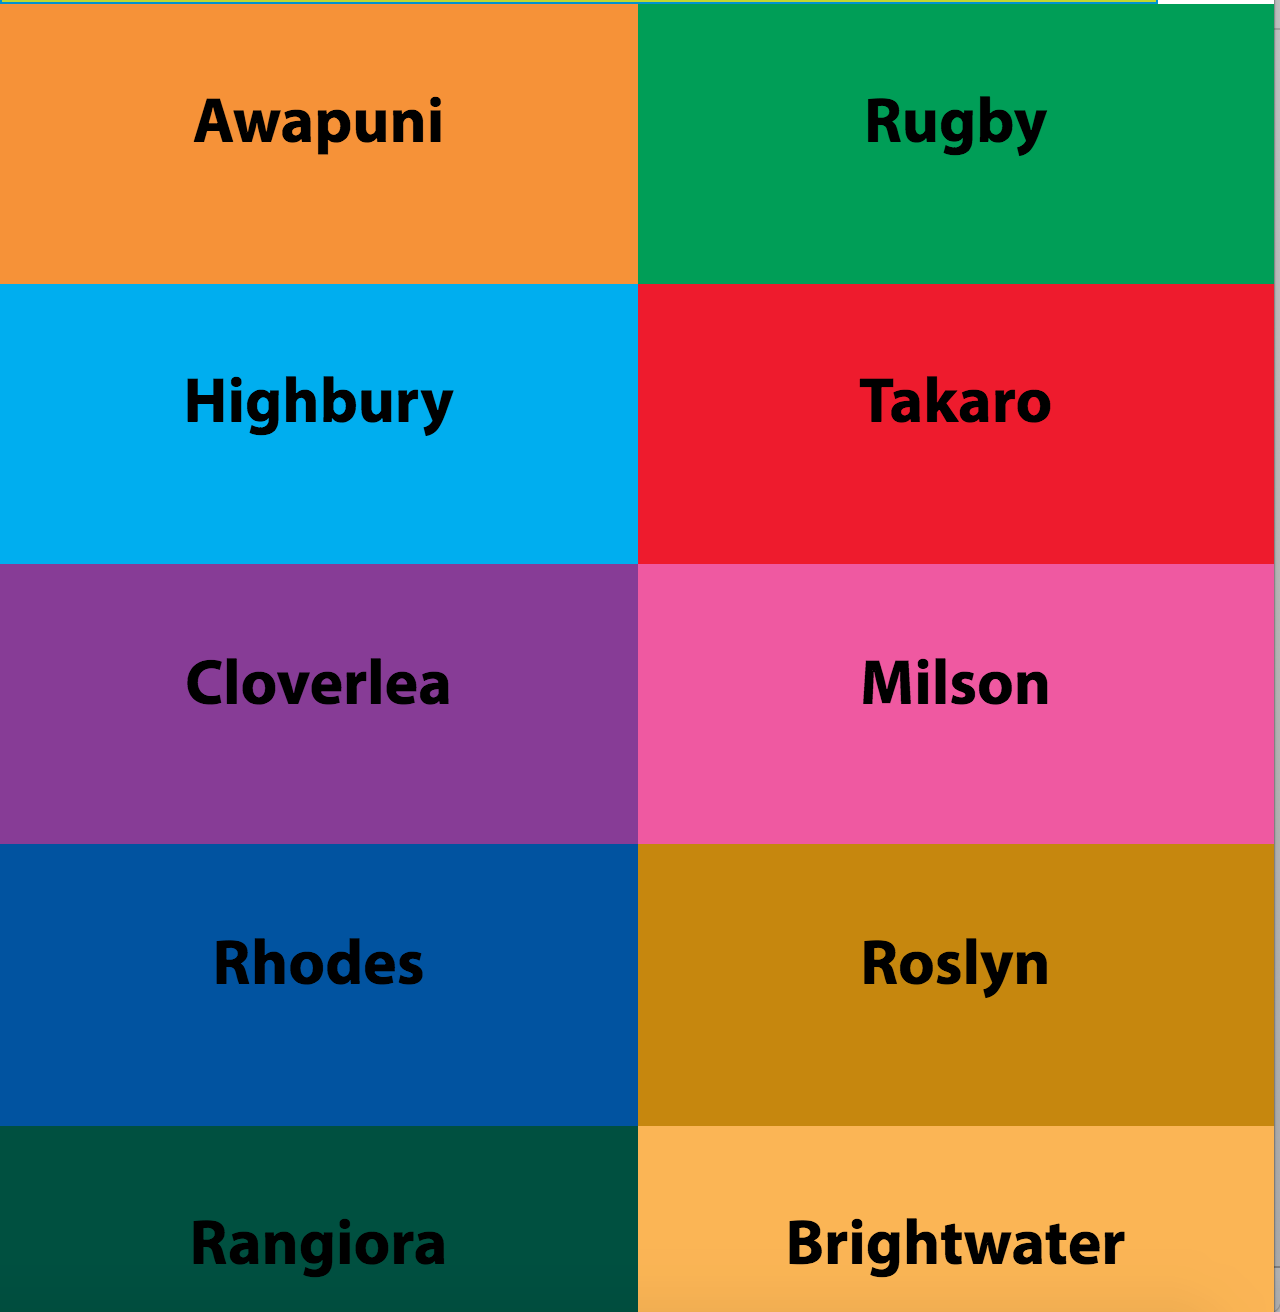 Awapuni
Rugby
Highbury
Takaro
Cloverlea
Milson
Rhodes
Roslyn
Rangiora
Brightwater